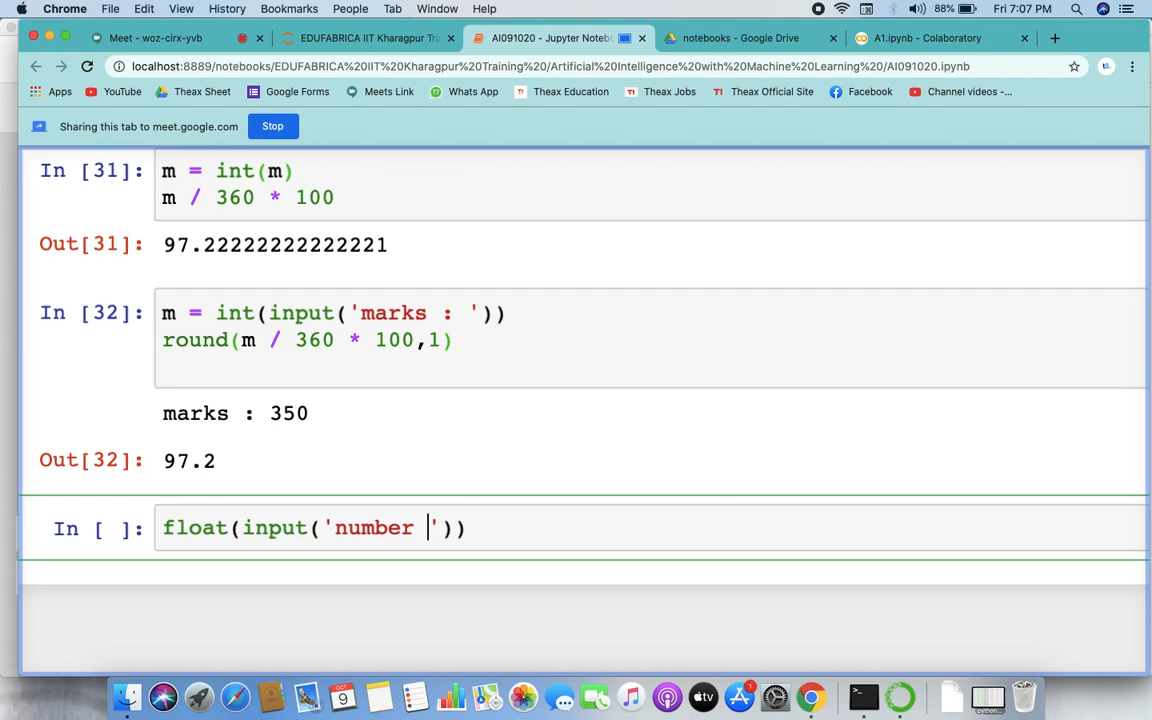 Chrome File Edit View History Bookmarks People Tab Window Help 88% Fri 7:07 PM
Meet - woz-cirx-yvb EDUFABRICA IIT Kharagpur Tra AI091020 - Jupyter Notebo notebooks - Google Drive A1.ipynb - Colaboratory
localhost:8889/notebooks/EDUFABRICA%20IIT%20Kharagpur%20Training%20/Artificial%20Intelligence%20with%20Machine%20Learning%20/AI091020.ipynb
Apps YouTube Theax Sheet Google Forms Meets Link Whats App Theax Education Theax Jobs Theax Official Site Facebook Channel videos -...
Sharing this tab to meet.google.com Stop
In [31]: m = int(m)
m / 360 * 100
Out[31]: 97.22222222222221
In [32]: m = int(input('marks : '))
round(m / 360 * 100,1)
marks : 350
Out[32]: 97.2
In [ ]: float(input('number '))
OCT
9
tv
1